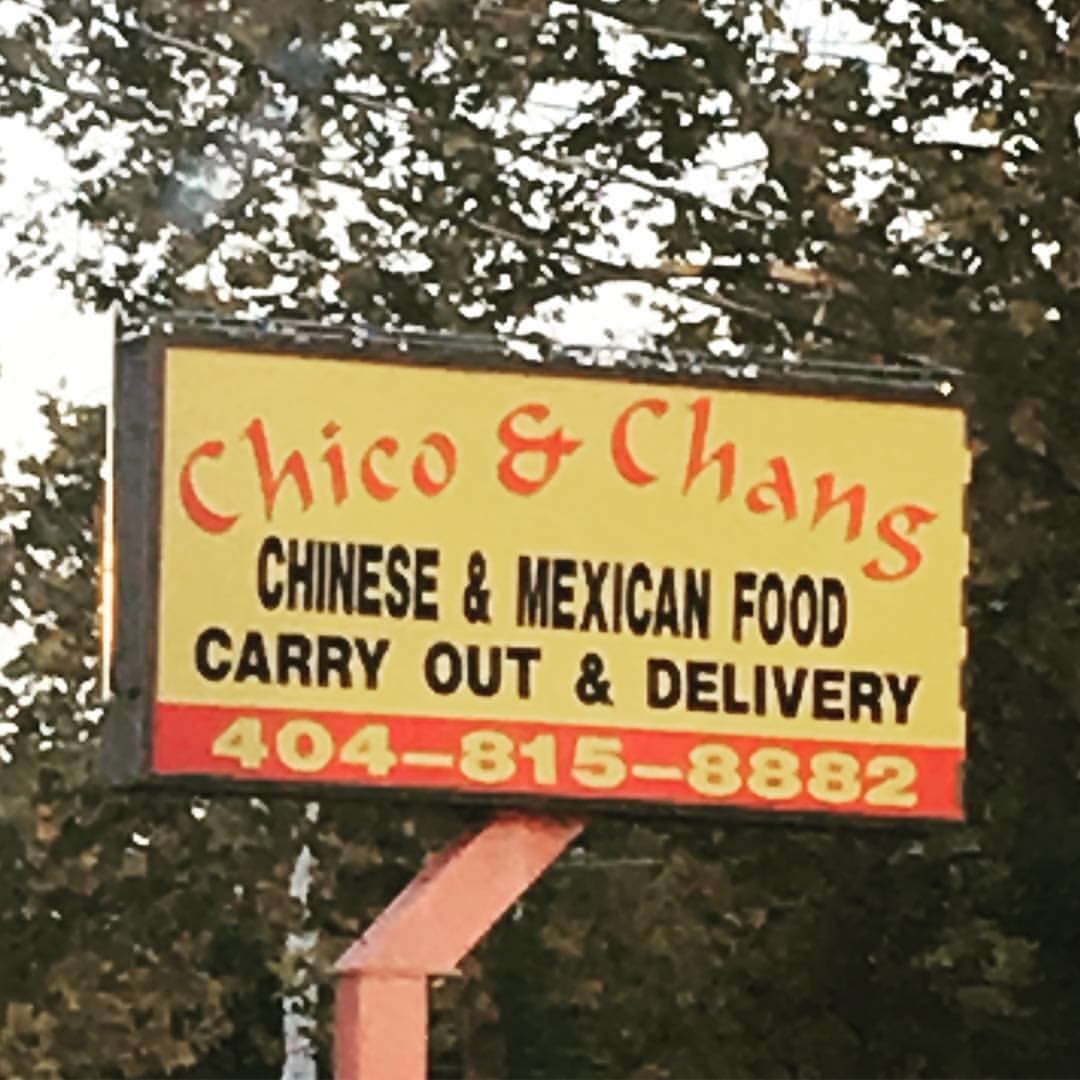 Chico & Chang
CHINESE & MEXICAN FOOD
CARRY OUT & DELIVERY
404-815-8882